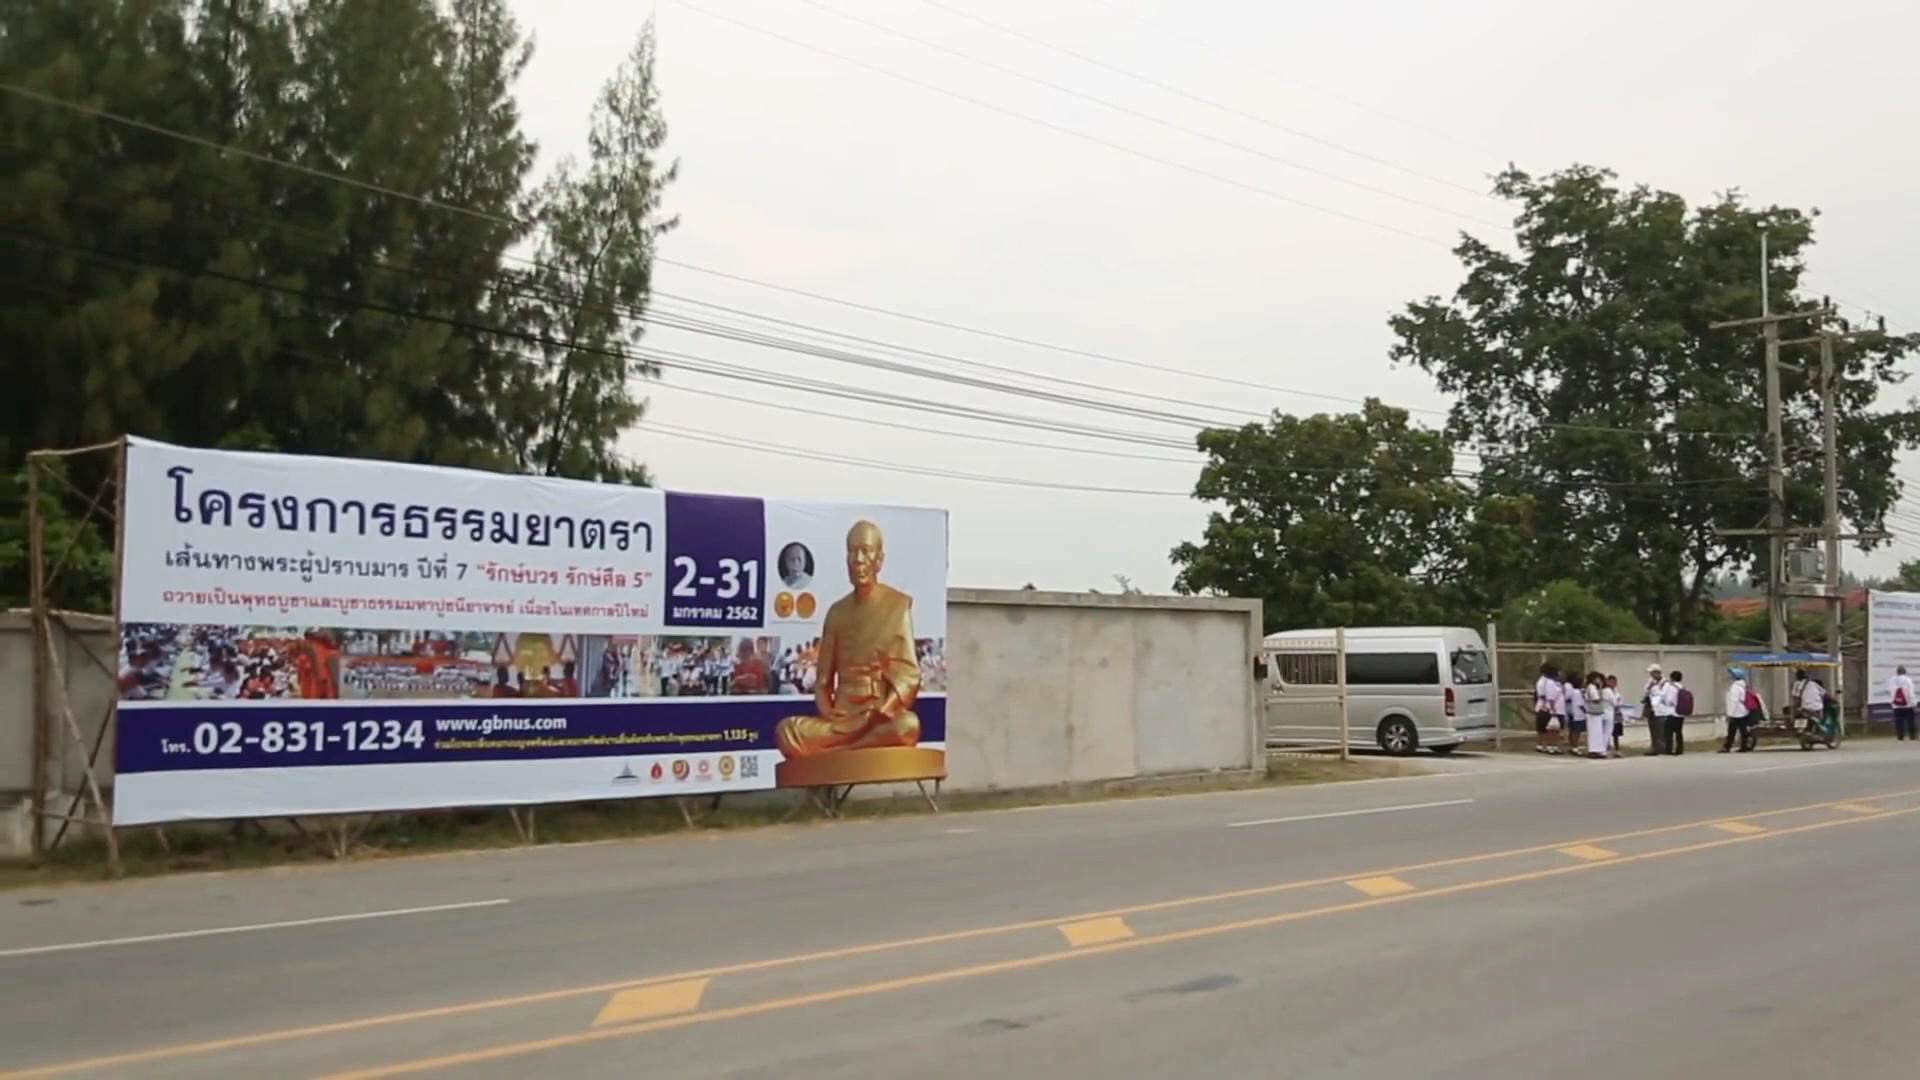 โครงการธรรมยาตรา
เส้นทางพระผู้ปราบมาร ปีที่ 7 "รักษ์บวร รักษ์ศีล 5"
ถวายเป็นพุทธบูชาและบูชาธรรมมหาปูชนียาจารย์ เนื่องในเทศกาลปีใหม่
2-31
มกราคม 2562
โทร. 02-831-1234
www.gbnus.com
1,135 รูป